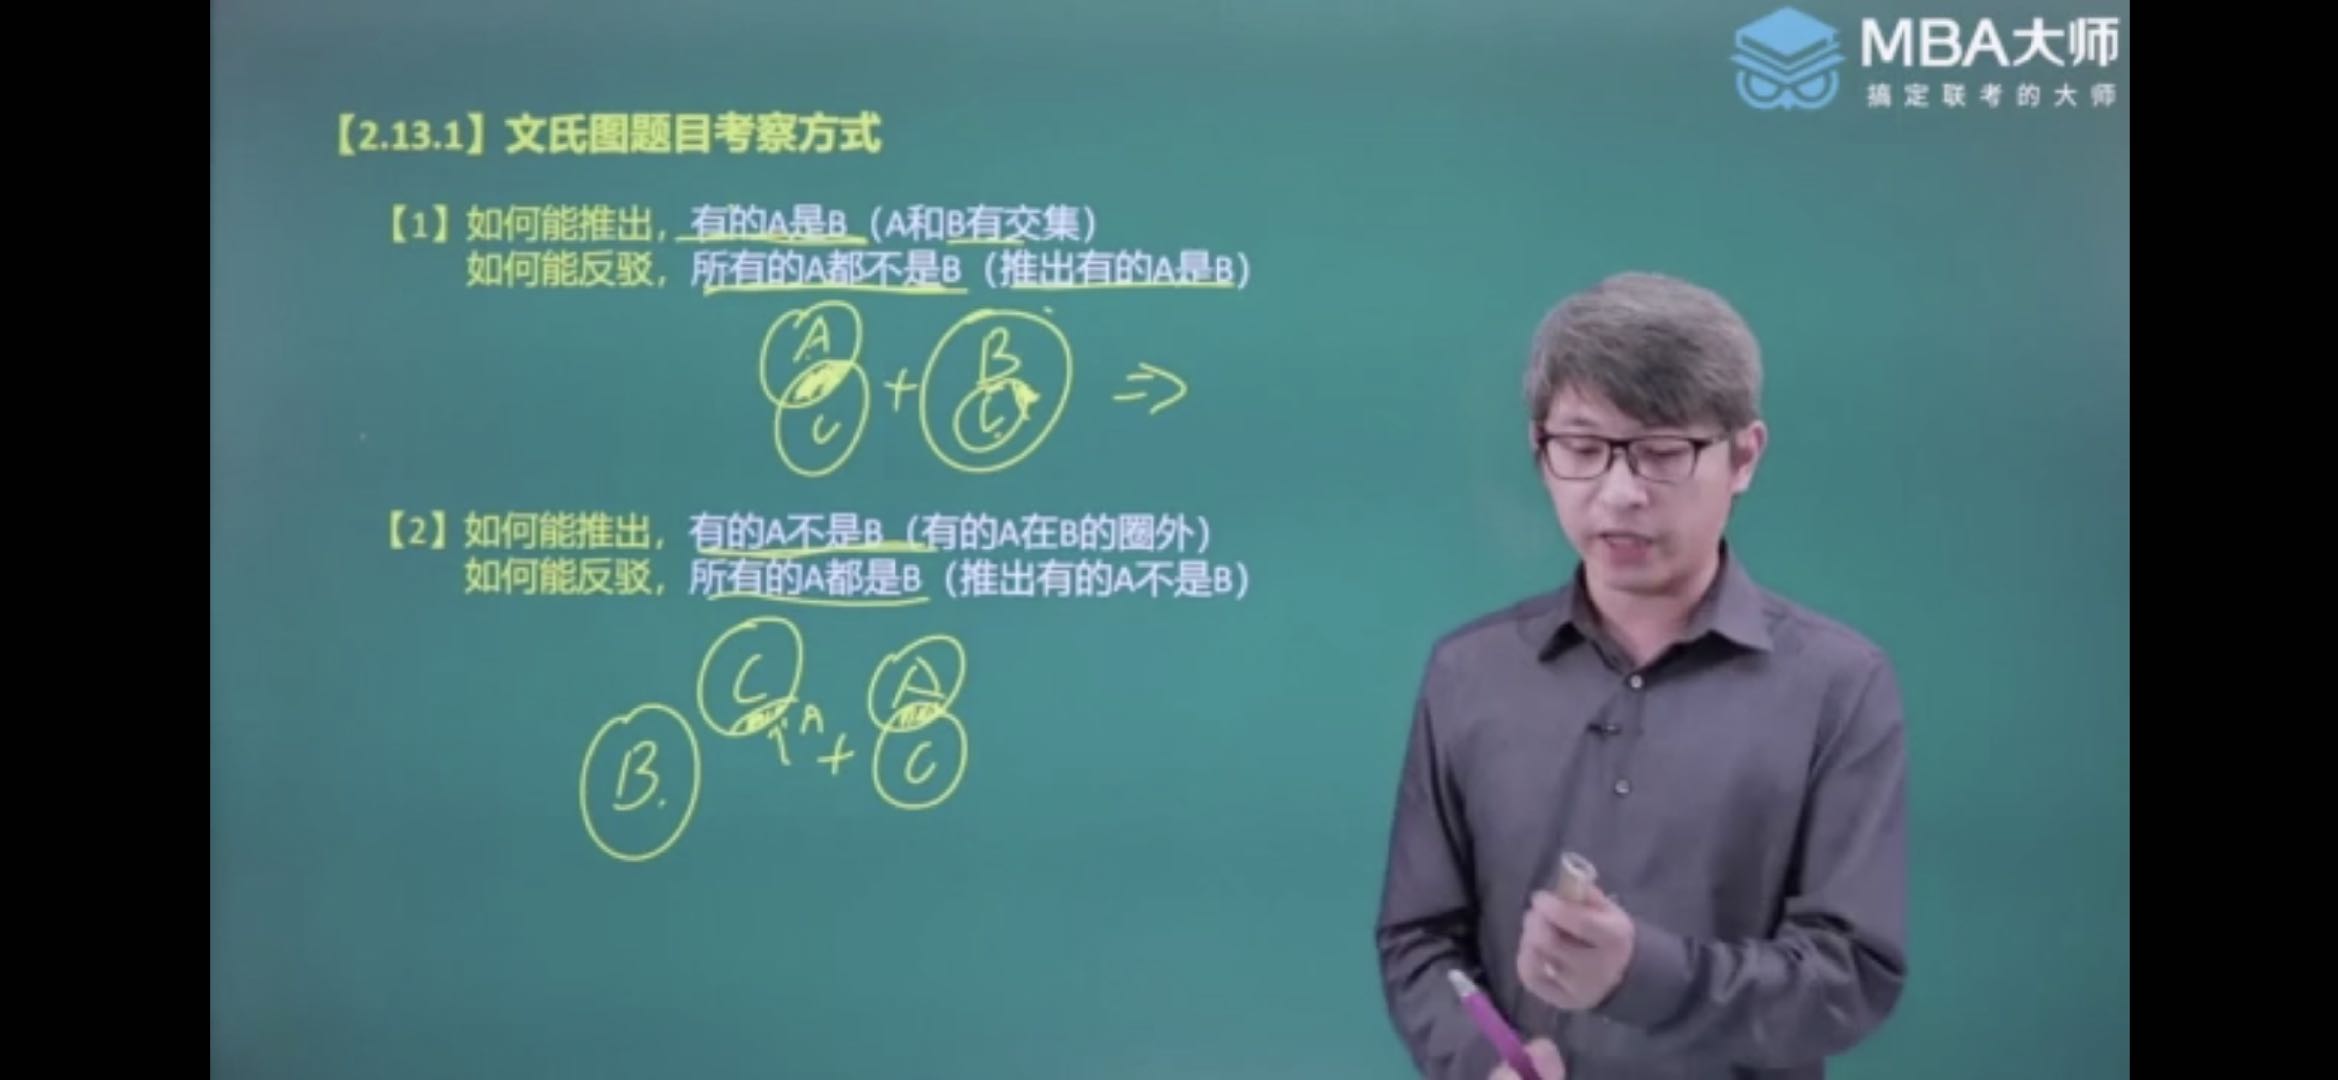 MBA大师
搞定联考的大师
【2.13.1】文氏图题目考察方式
【1】如何能推出，有的A是B（A和B有交集）
如何能反驳，所有的A都不是B（推出有的A是B）
A
C
+
B
C
⇒
【2】如何能推出，有的A不是B（有的A在B的圈外）
如何能反驳，所有的A都是B（推出有的A不是B）
C
A
B
↑
+
A
C